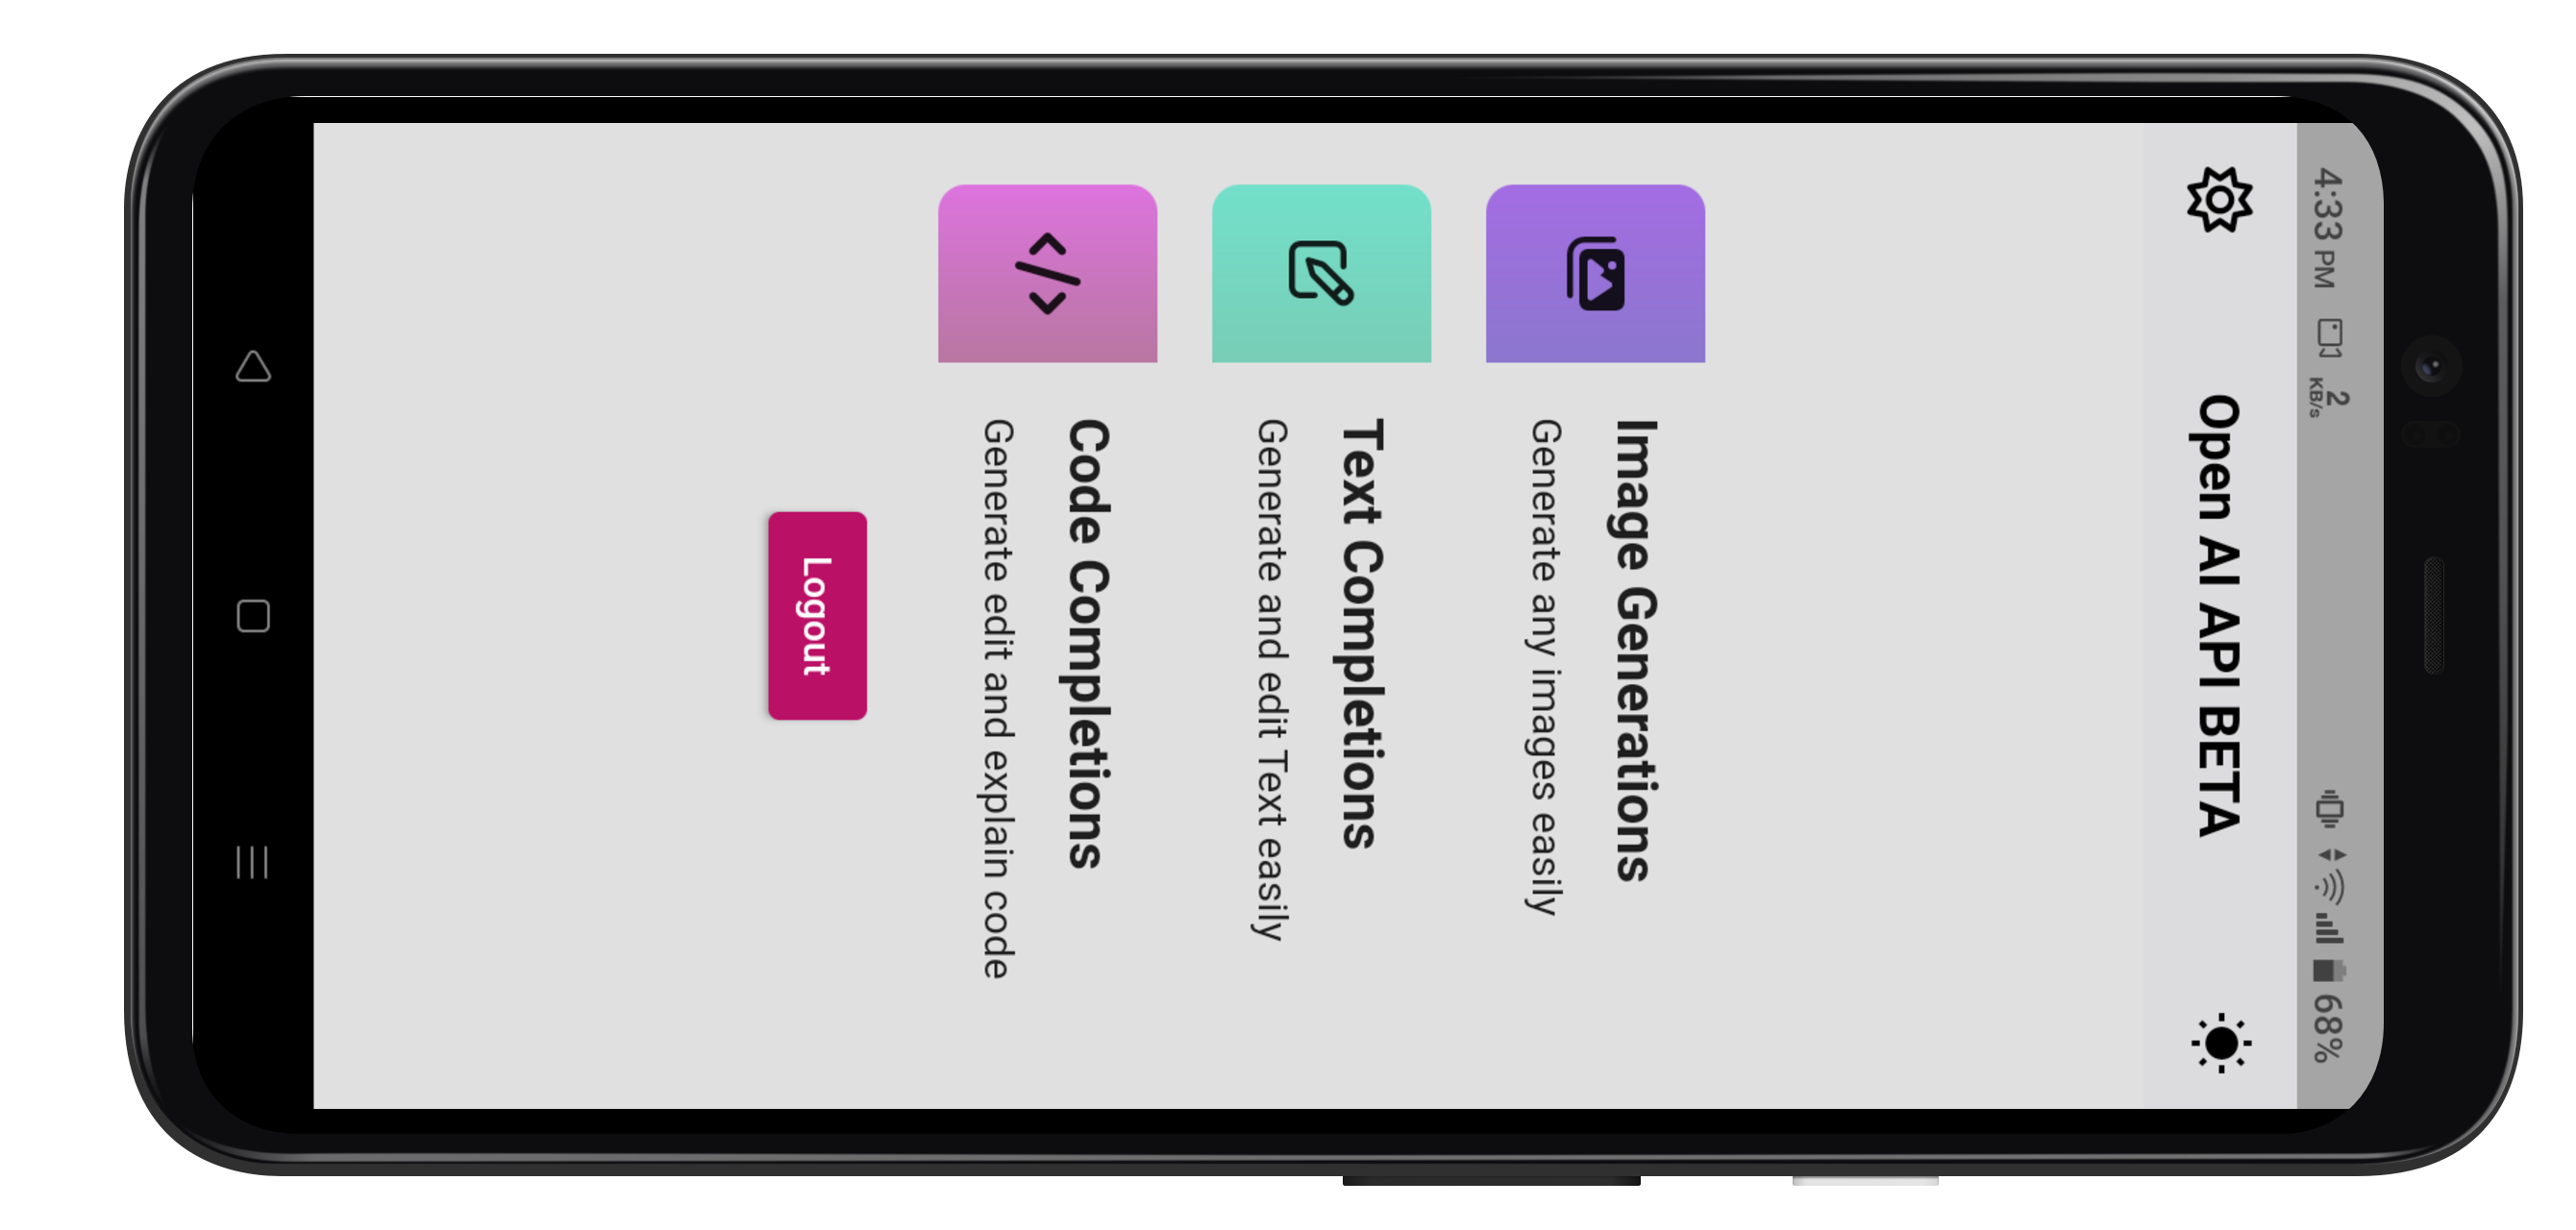 4:33 PM 2 KB/s 68%
Open AI API BETA
Image Generations
Generate any images easily
Text Completions
Generate and edit Text easily
Code Completions
Generate edit and explain code
Logout